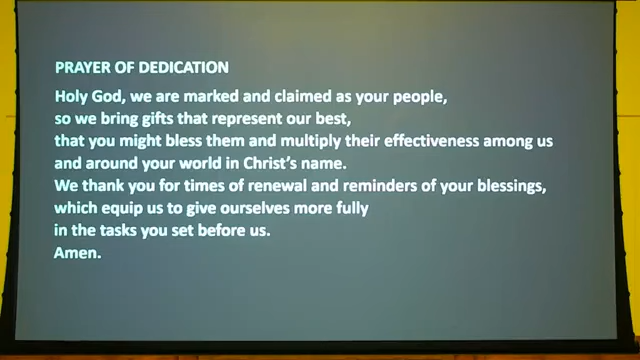 PRAYER OF DEDICATION
Holy God, we are marked and claimed as your people,
so we bring gifts that represent our best,
that you might bless them and multiply their effectiveness among us
and around your world in Christ's name.
We thank you for times of renewal and reminders of your blessings,
which equip us to give ourselves more fully
in the tasks you set before us.
Amen.